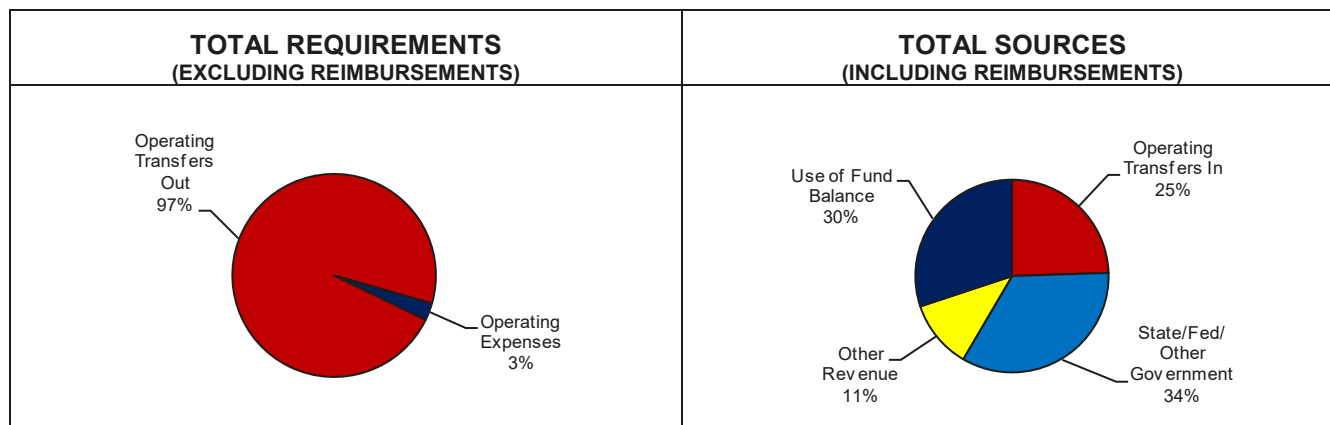 TOTAL REQUIREMENTS
(EXCLUDING REIMBURSEMENTS)
Operating
Transfers
Out
97%
Operating
Expenses
3%
TOTAL SOURCES
(INCLUDING REIMBURSEMENTS)
Use of Fund
Balance
30%
Operating
Transfers In
25%
Other
Revenue
11%
State/Fed/
Other
Government
34%